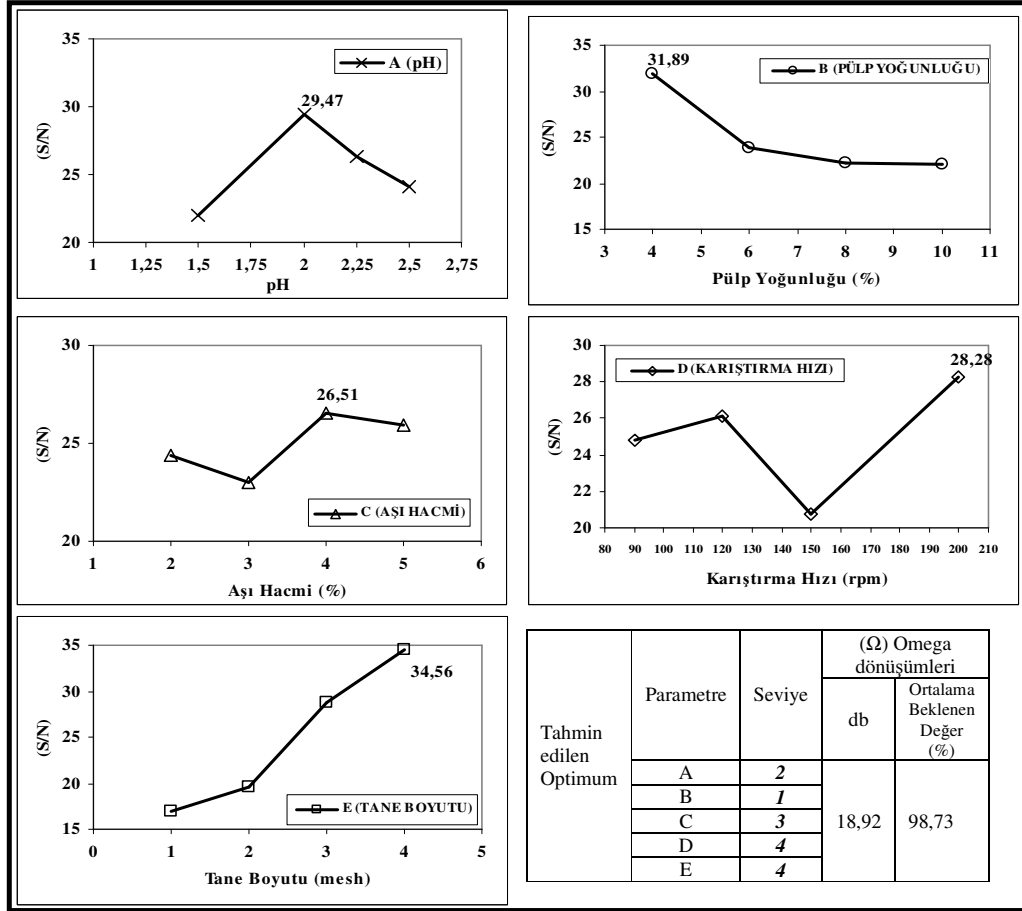 35
30
25
20
(S/N)
A (pH)
29,47
1 1,25 1,5 1,75 2 2,25 2,5 2,75
pH
35
30
25
20
15
(S/N)
31,89
B (PÜLP YOĞUNLUĞU)
3 4 5 6 7 8 9 10 11
Pülp Yoğunluğu (%)
30
25
20
(S/N)
26,51
C (AŞI HACMİ)
1 2 3 4 5 6
Aşı Hacmi (%)
30
28
26
24
22
20
(S/N)
D (KARIŞTIRMA HIZI)
28,28
80 90 100 110 120 130 140 150 160 170 180 190 200 210
Karıştırma Hızı (rpm)
35
30
25
20
15
(S/N)
34,56
E (TANE BOYUTU)
0 1 2 3 4 5
Tane Boyutu (mesh)
Tahmin
edilen
Optimum
Parametre Seviye
(Ω) Omega
dönüşümleri
db
Ortalama
Beklenen
Değer
(%)
A 2
B 1
C 3
D 4
E 4
18,92 98,73